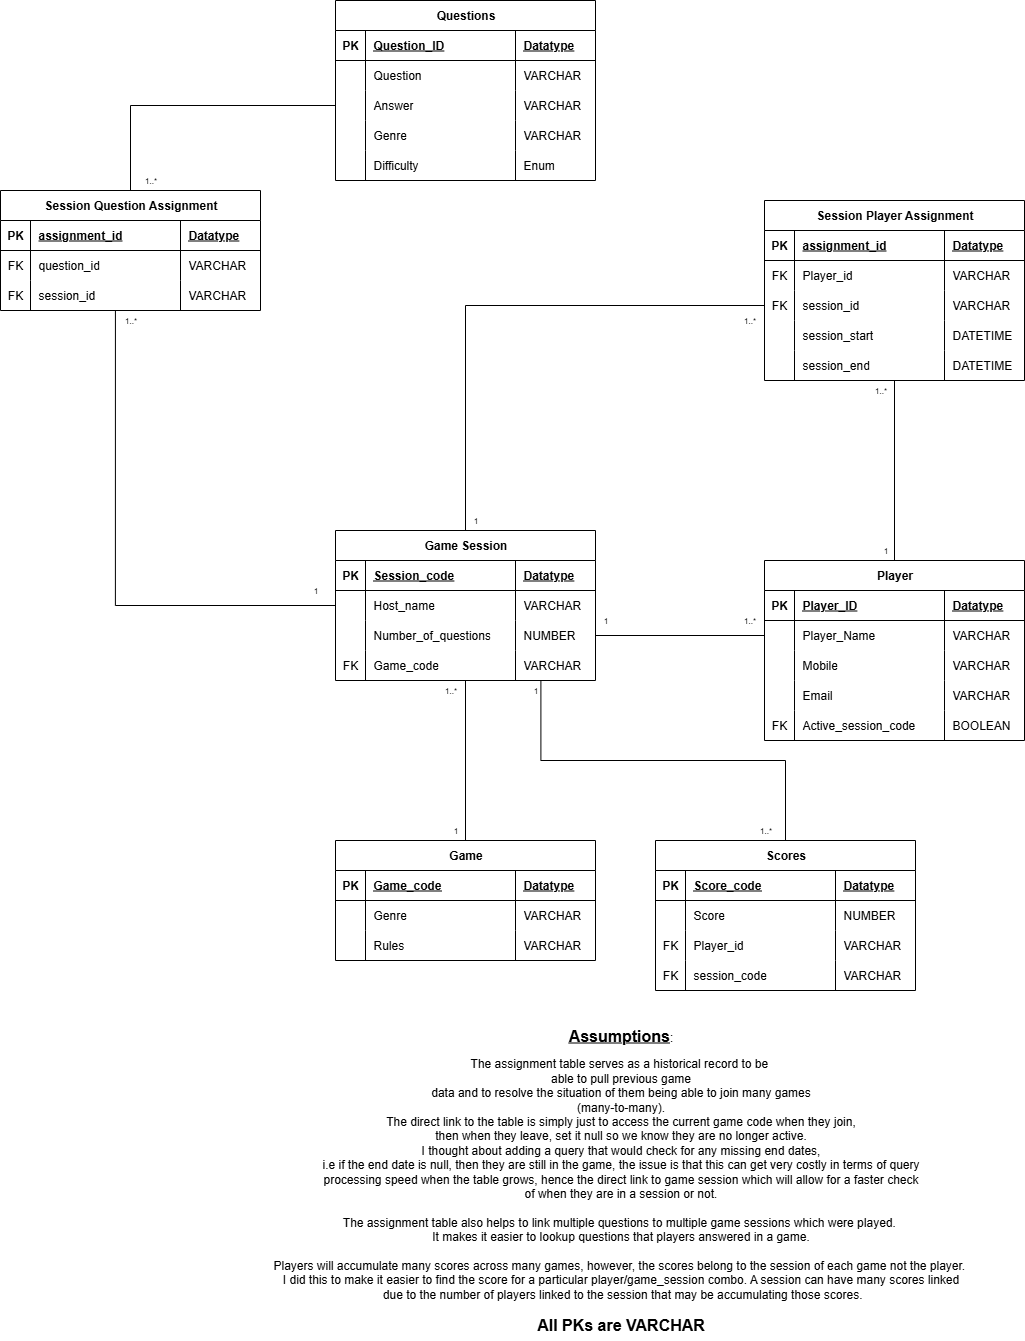 Questions
PK Question_ID Datatype
Question VARCHAR
Answer VARCHAR
Genre VARCHAR
Difficulty Enum
1..*
Session Question Assignment
PK assignment_id Datatype
FK question_id VARCHAR
FK session_id VARCHAR
1..*
Session Player Assignment
PK assignment_id Datatype
FK Player_id VARCHAR
FK session_id VARCHAR
session_start DATETIME
session_end DATETIME
1..*
1..*
1
1
Game Session
PK Session_code Datatype
Host_name VARCHAR
Number_of_questions NUMBER
FK Game_code VARCHAR
1
1
1..*
1..*
1
Player
PK Player_ID Datatype
Player_Name VARCHAR
Mobile VARCHAR
Email VARCHAR
FK Active_session_code BOOLEAN
1
1..*
Game
PK Game_code Datatype
Genre VARCHAR
Rules VARCHAR
Scores
PK Score_code Datatype
Score NUMBER
FK Player_id VARCHAR
FK session_code VARCHAR
Assumptions:
The assignment table serves as a historical record to be
able to pull previous game
data and to resolve the situation of them being able to join many games
(many-to-many).
The direct link to the table is simply just to access the current game code when they join,
then when they leave, set it null so we know they are no longer active.
I thought about adding a query that would check for any missing end dates,
i.e if the end date is null, then they are still in the game, the issue is that this can get very costly in terms of query
processing speed when the table grows, hence the direct link to game session which will allow for a faster check
of when they are in a session or not.
The assignment table also helps to link multiple questions to multiple game sessions which were played.
It makes it easier to lookup questions that players answered in a game.
Players will accumulate many scores across many games, however, the scores belong to the session of each game not the player.
I did this to make it easier to find the score for a particular player/game_session combo. A session can have many scores linked
due to the number of players linked to the session that may be accumulating those scores.
All PKs are VARCHAR